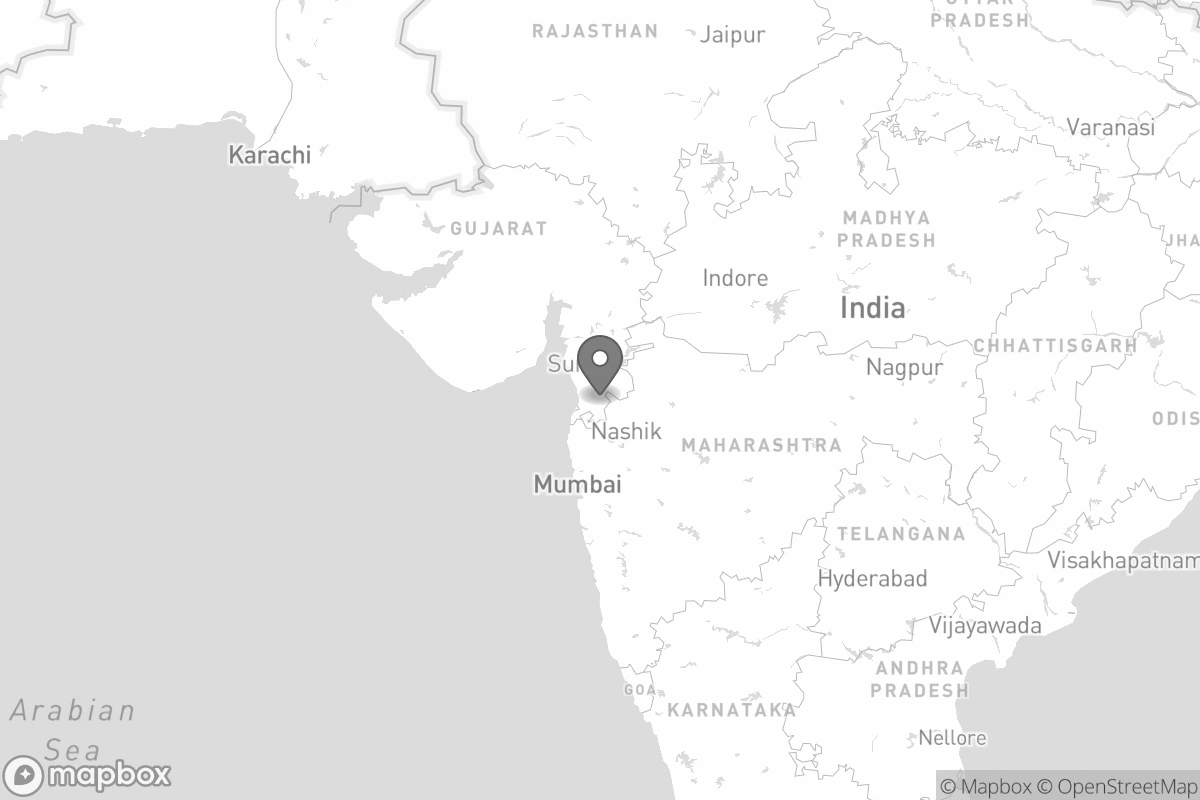 UTTAR
PRADESH
RAJASTHAN
Jaipur
Varanasi
Karachi
MADHYA
PRADESH
GUJARAT
JHA
Indore
India
CHHATTISGARH
Su
Nagpur
ODIS
Nashik
MAHARASHTRA
Mumbai
TELANGANA
Visakhapatnam
Hyderabad
Vijayawada
ANDHRA
PRADESH
GOA
KARNATAKA
Arabian
Sea
Nellore
mapbox
© Mapbox © OpenStreetMap